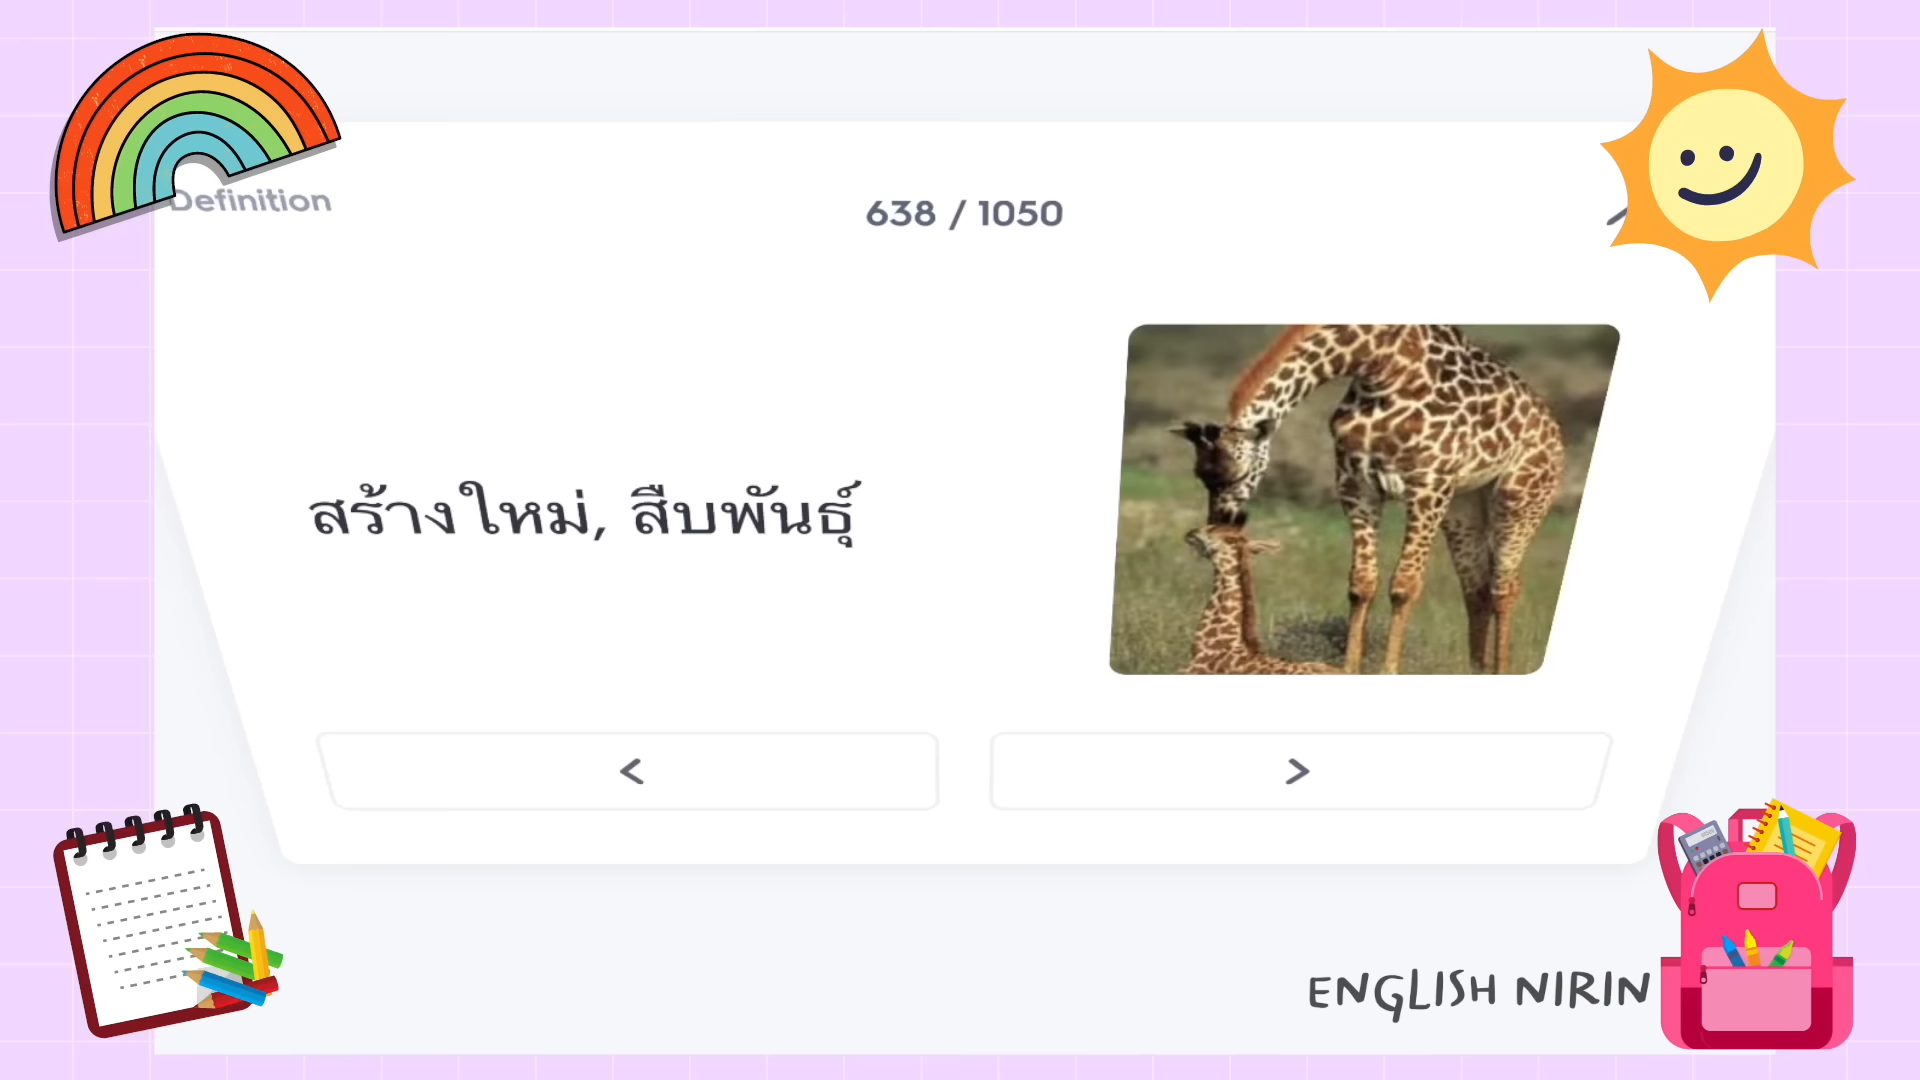 Definition
638 / 1050
สร้างใหม่, สืบพันธุ์
<
>
ENGLISH NIRIN